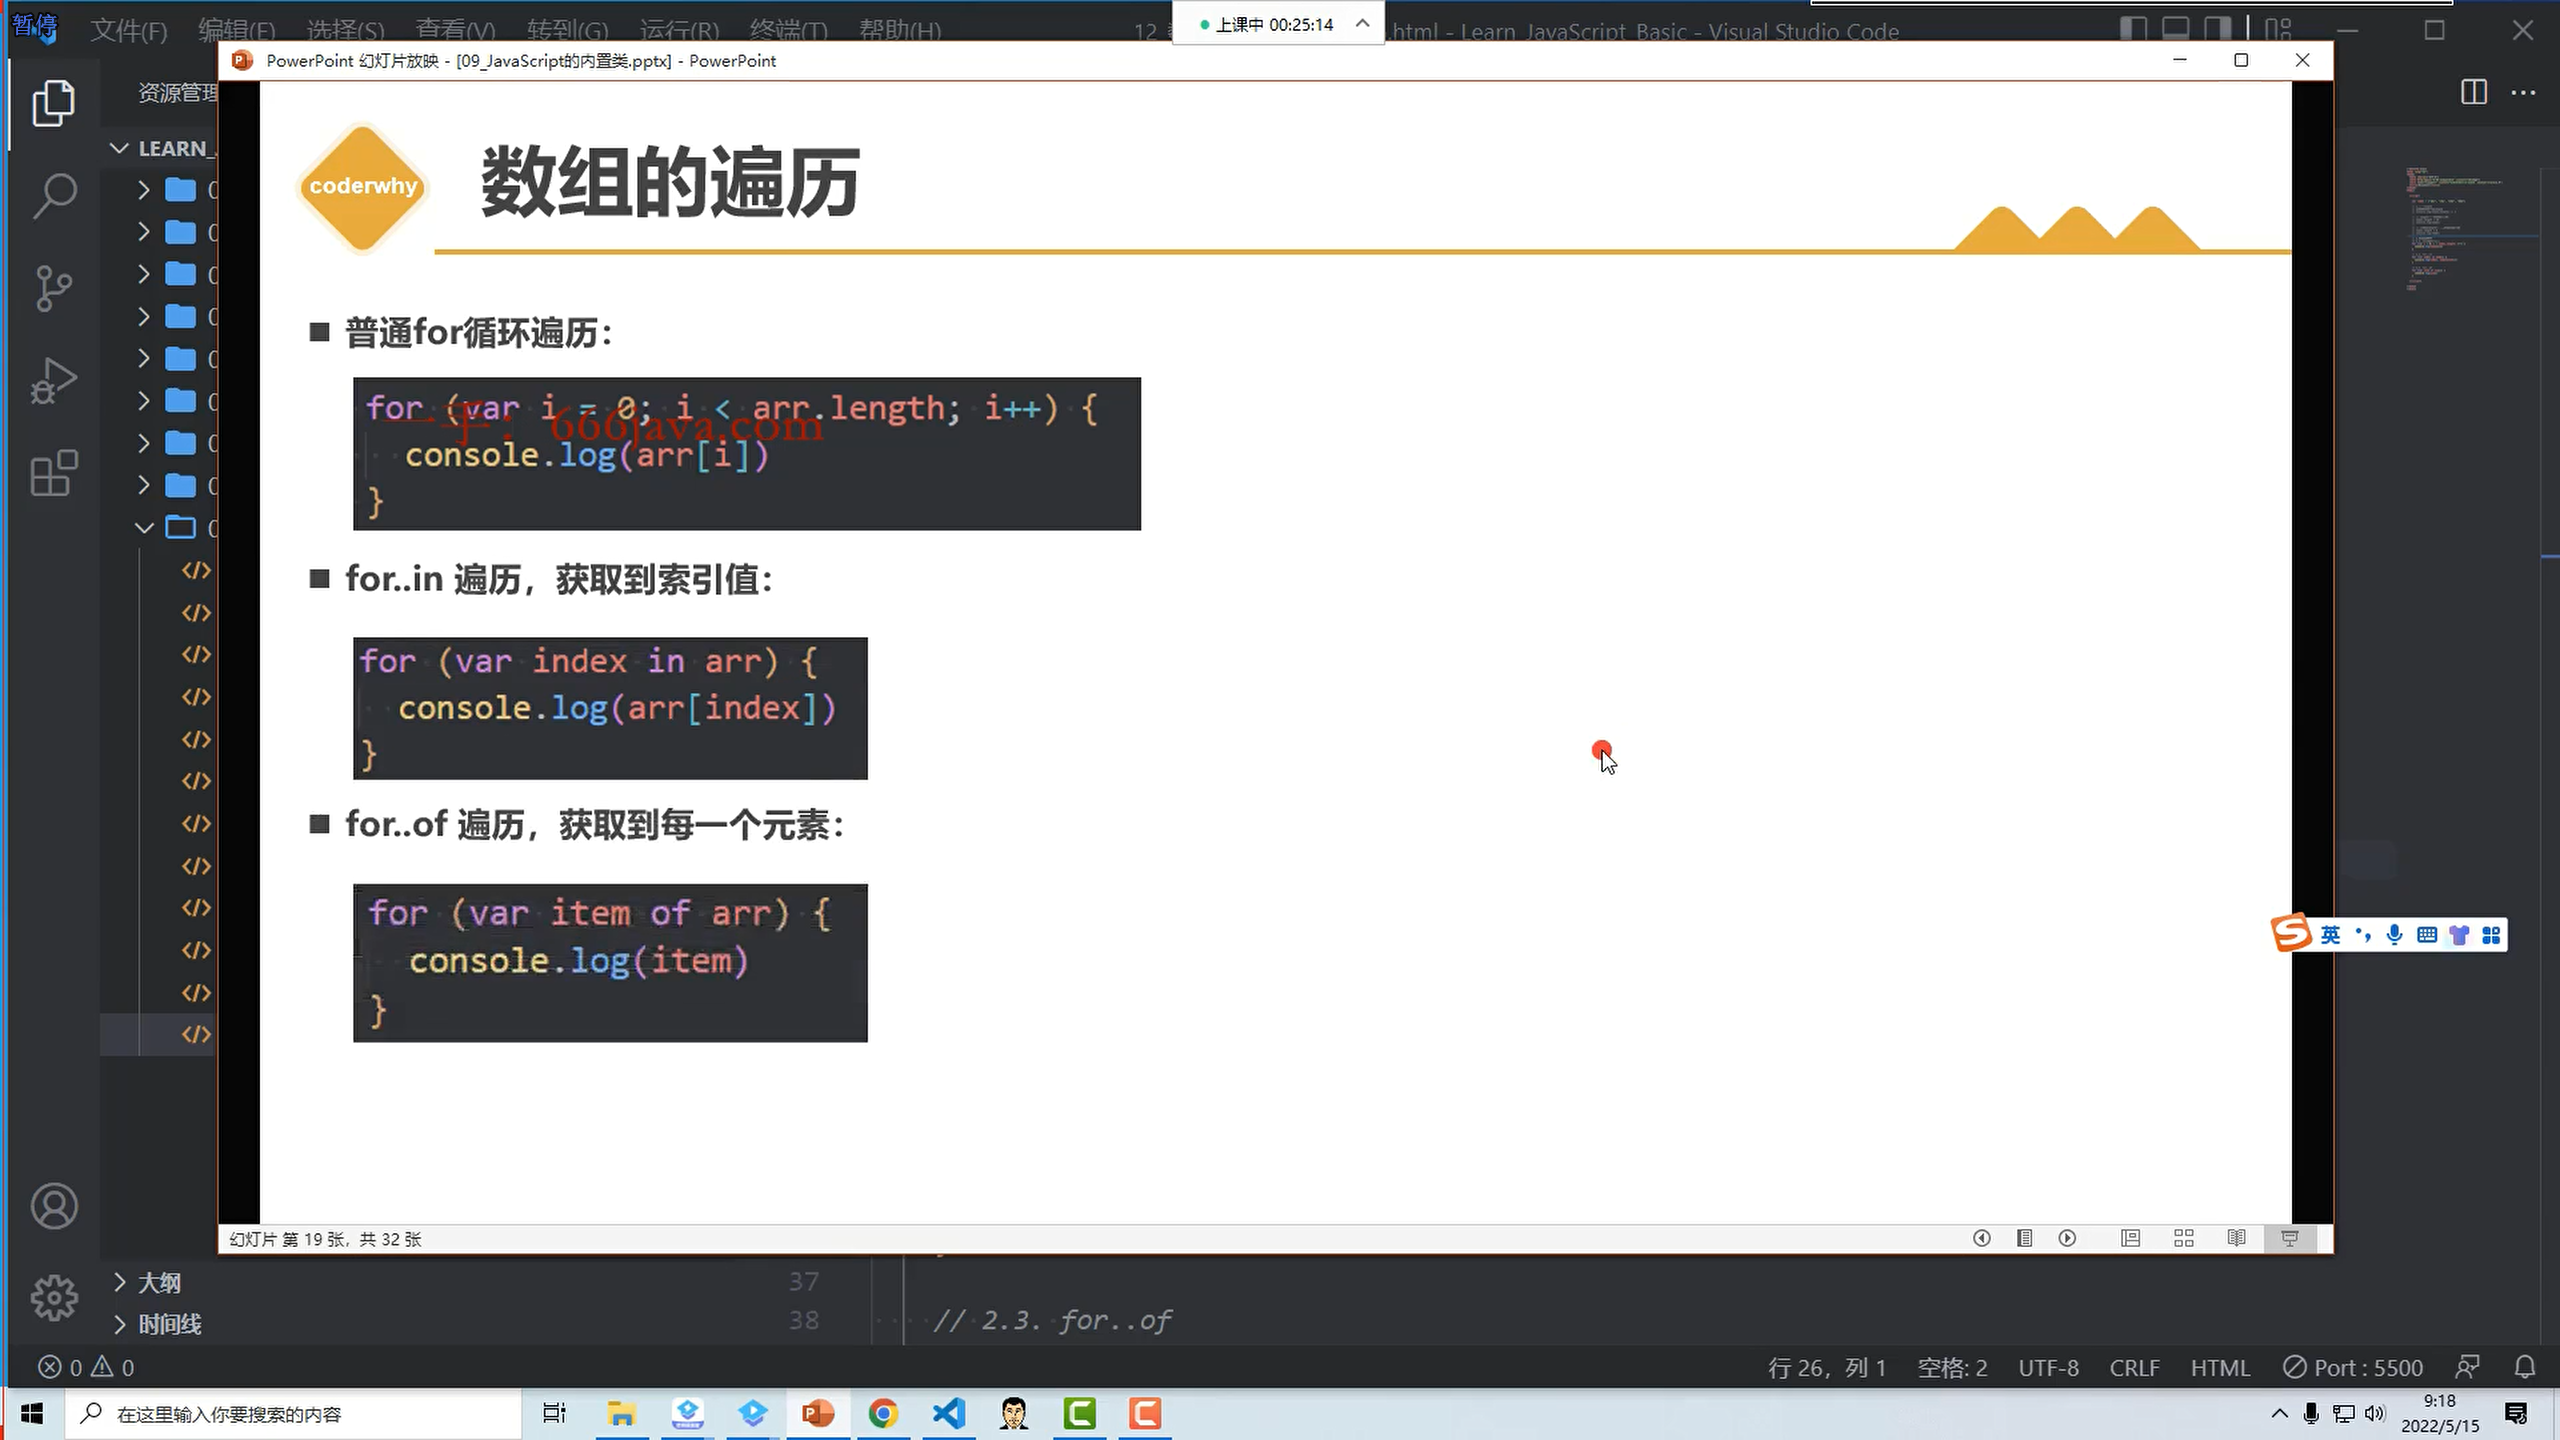 暂停
文件(F) 编辑(E) 选择(S) 查看(V) 转到(G) 运行(R) 终端(T) 帮助(H)
上课中 00:25:14
.html - Learn_JavaScript_Basic - Visual Studio Code
PowerPoint 幻灯片放映 - [09_JavaScript的内置类.pptx] - PowerPoint
coderwhy
数组的遍历
普通for循环遍历：
for (var i = 0; i < arr.length; i++) {
console.log(arr[i])
}
一手：666java.com
for..in 遍历，获取到索引值：
for (var index in arr) {
console.log(arr[index])
}
for..of 遍历，获取到每一个元素：
for (var item of arr) {
console.log(item)
}
英
幻灯片 第 19 张，共 32 张
大纲
时间线
37
38 // 2.3. for..of
0 0
行 26，列 1 空格: 2 UTF-8 CRLF HTML Port : 5500
在这里输入你要搜索的内容
9:18
2022/5/15